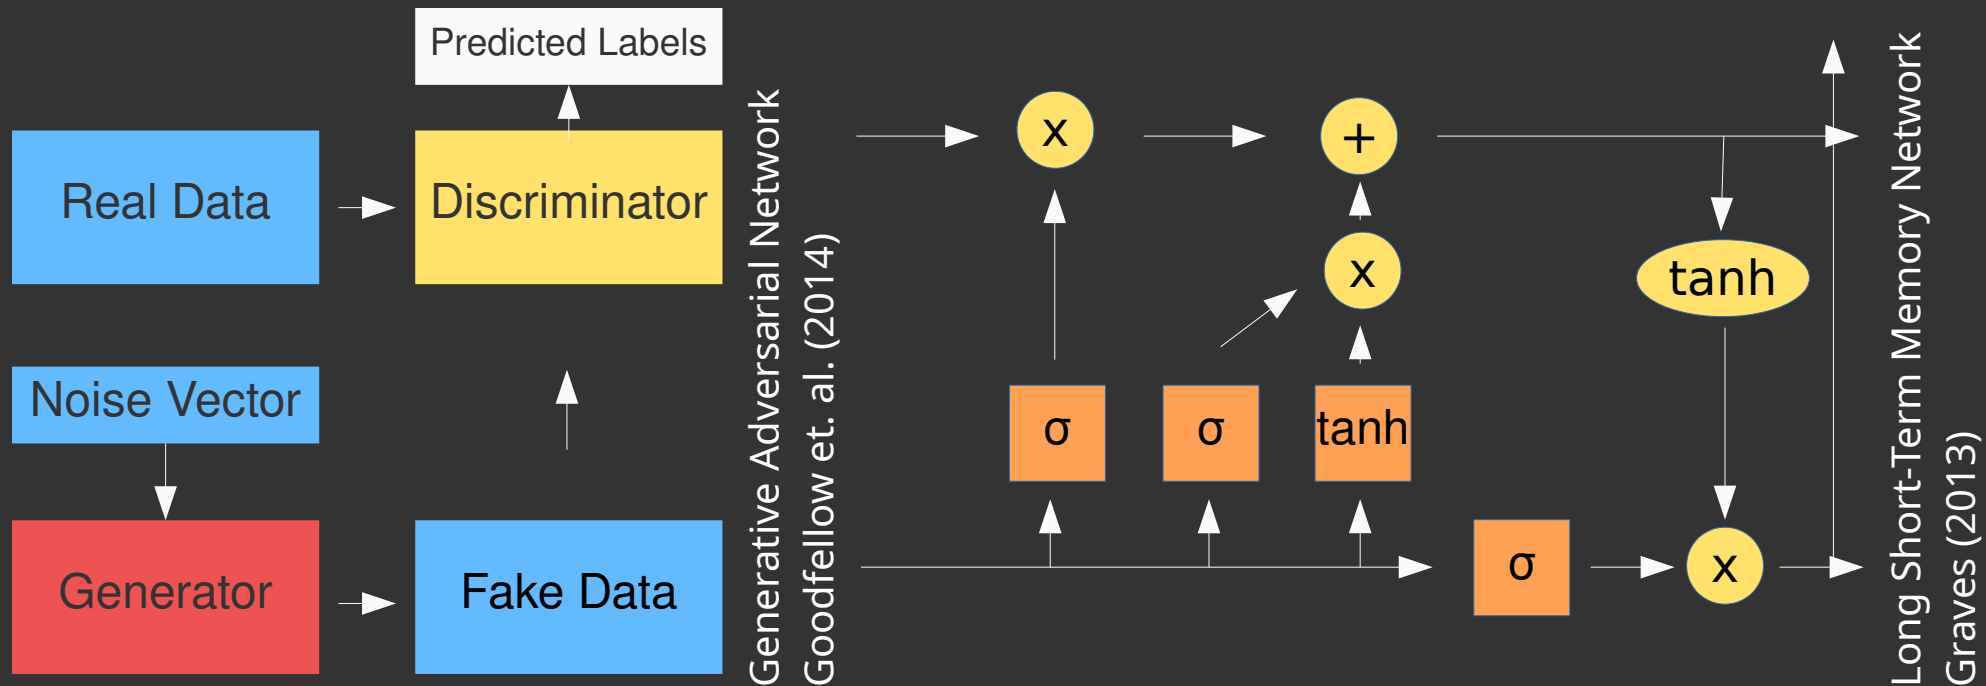 Predicted Labels
Real Data
Discriminator
Noise Vector
Generator
Fake Data
Generative Adversarial Network
Goodfellow et. al. (2014)
x
+
x
tanh
σ
σ
tanh
σ
x
Long Short-Term Memory Network
Graves (2013)